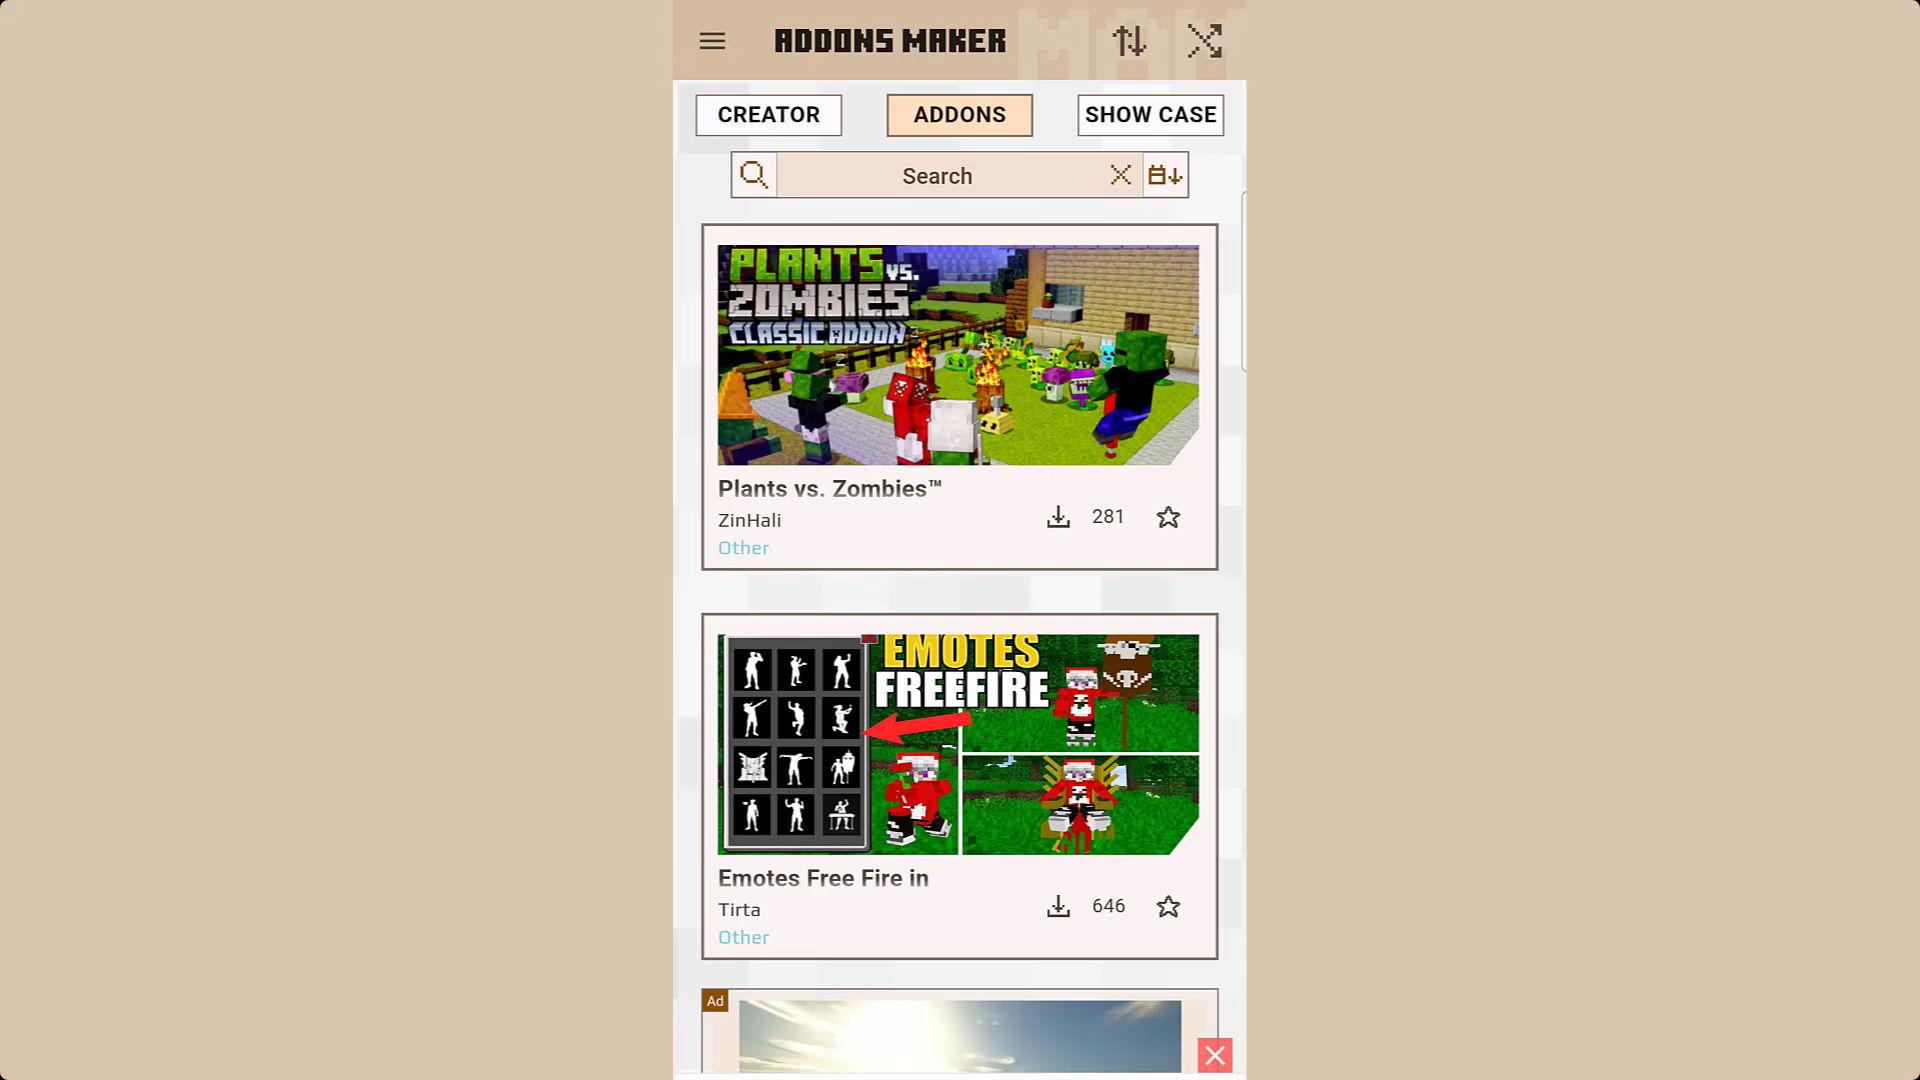 ADDONS MAKER
CREATOR
ADDONS
SHOW CASE
Search
PLANTS VS.
ZOMBIES
CLASSIC ADDON
Plants vs. Zombies™
ZinHali
281
Other
EMOTES
FREEFIRE
Emotes Free Fire in
Tirta
646
Other
Ad